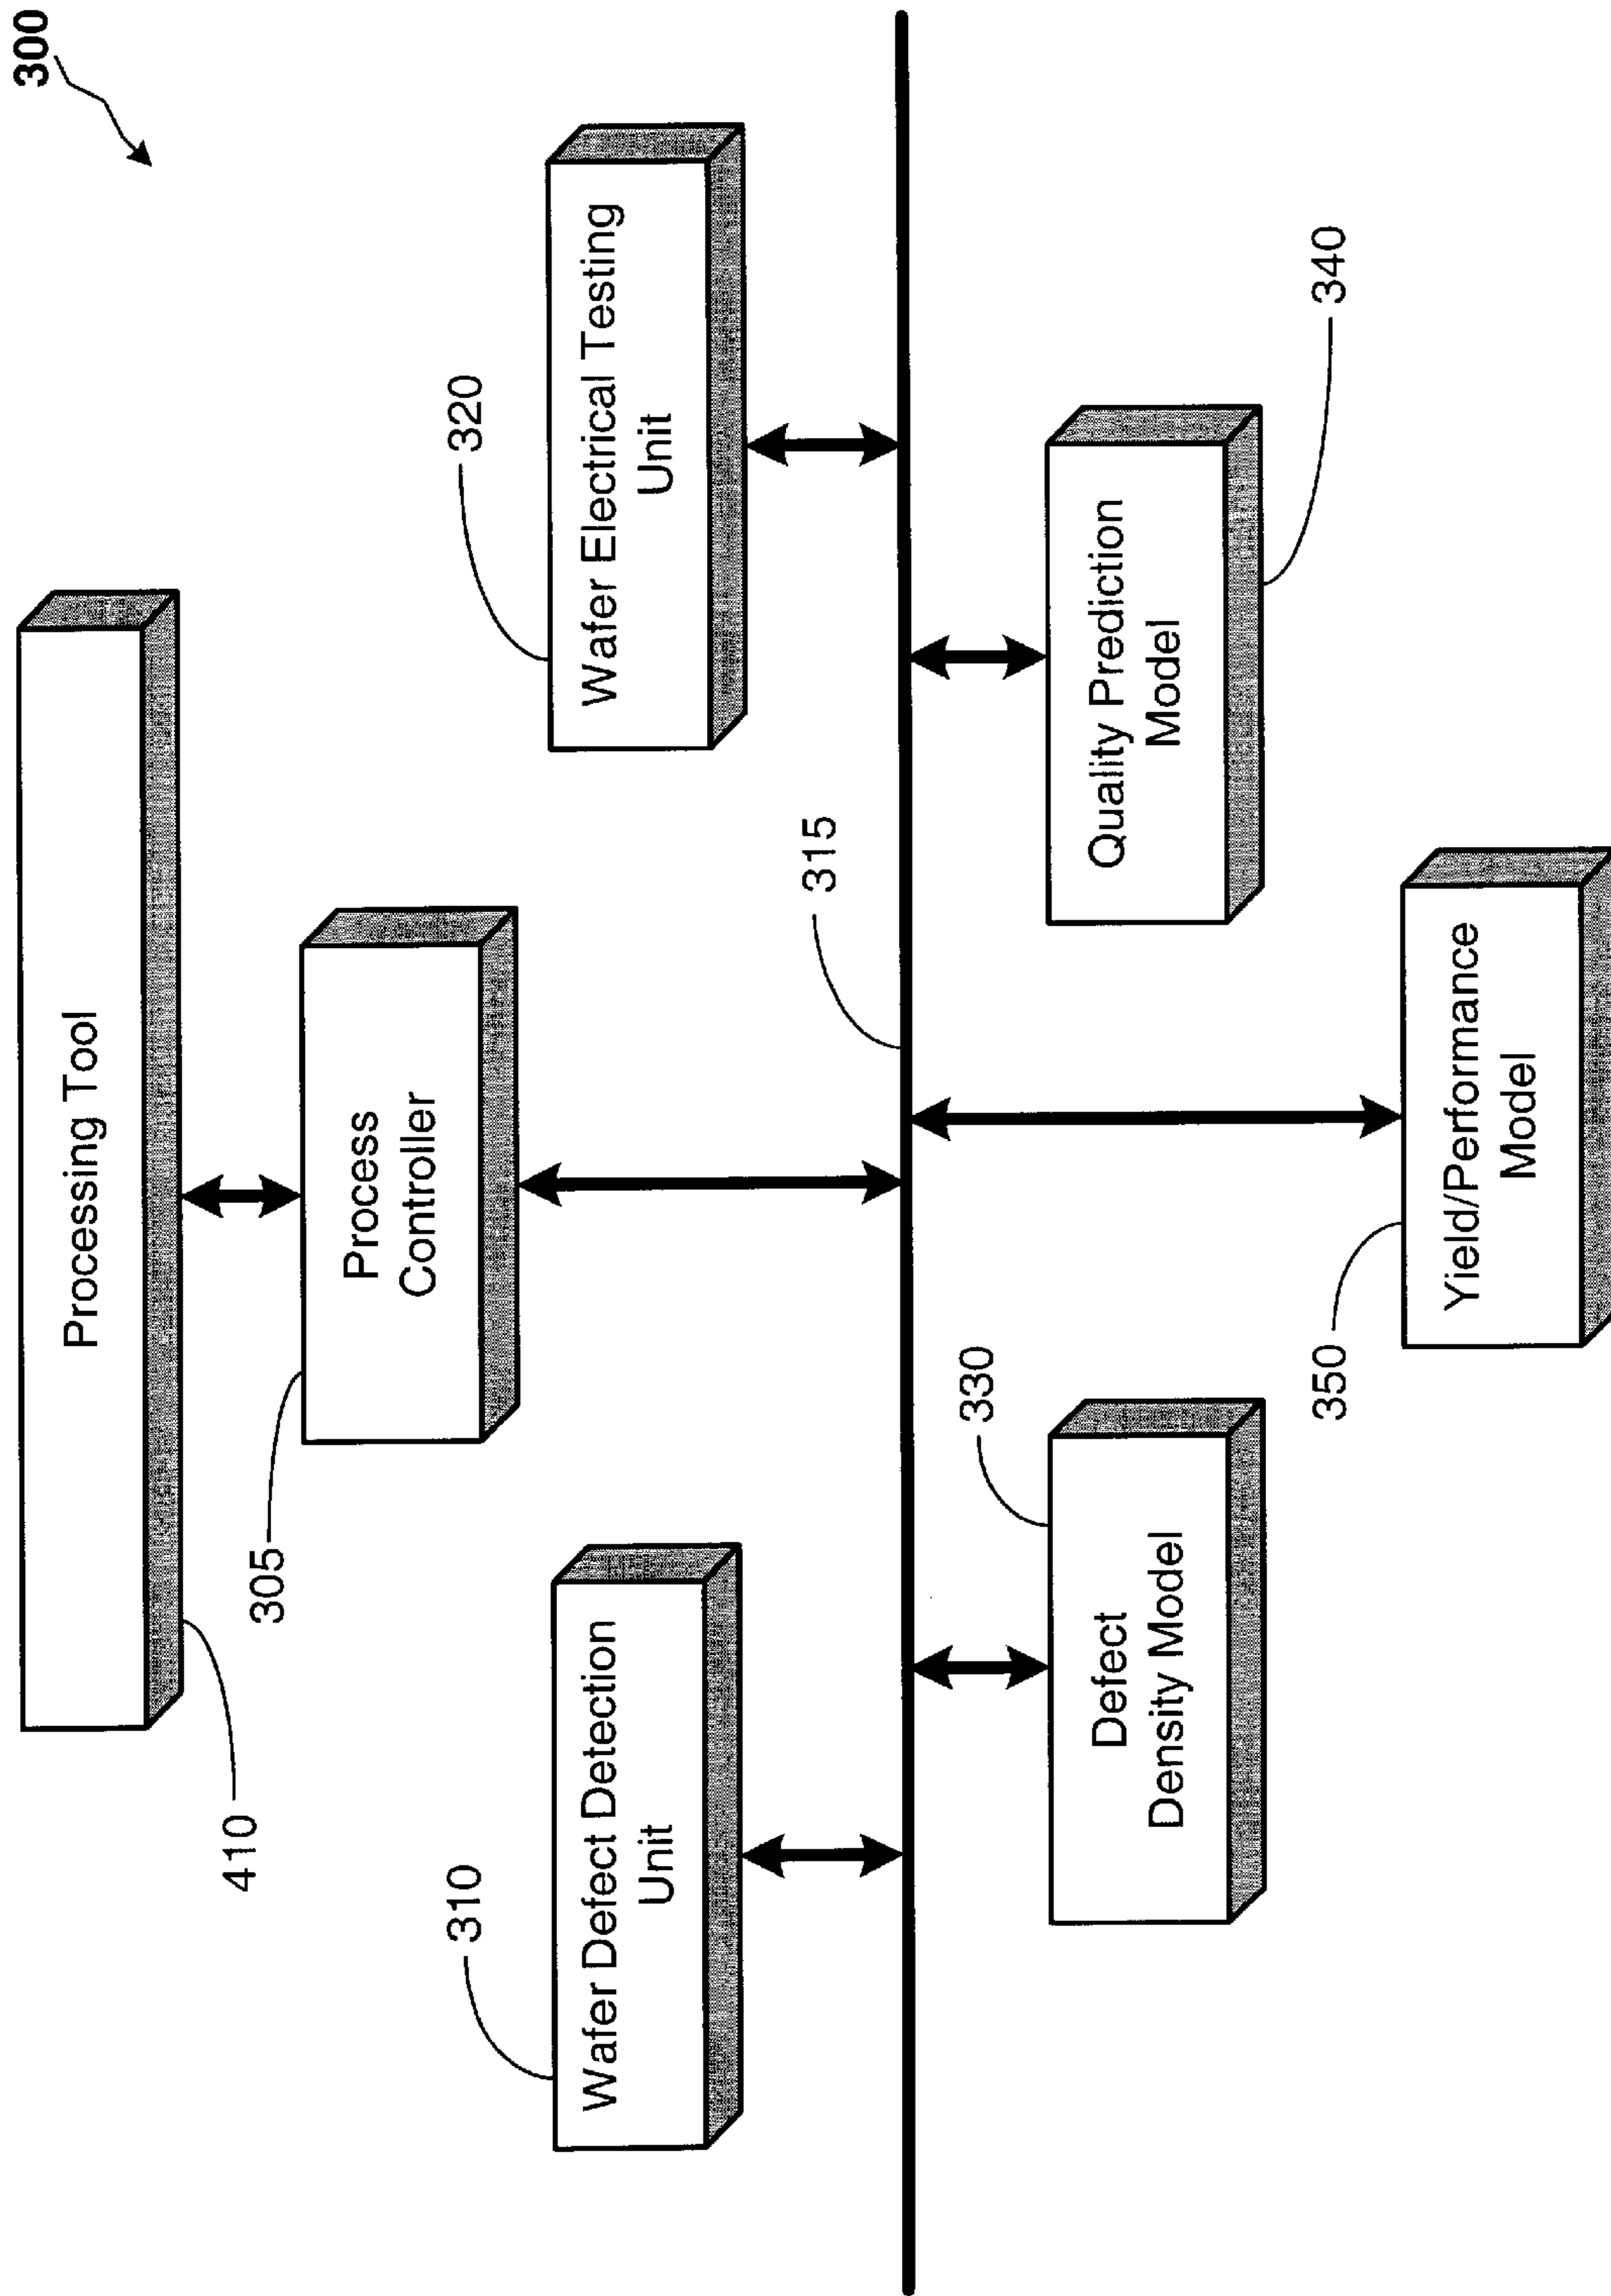 300
Processing Tool
410
305
Process
Controller
310
Wafer Defect Detection
Unit
320
Wafer Electrical Testing
Unit
315
330
Defect
Density Model
340
Quality Prediction
Model
350
Yield/Performance
Model